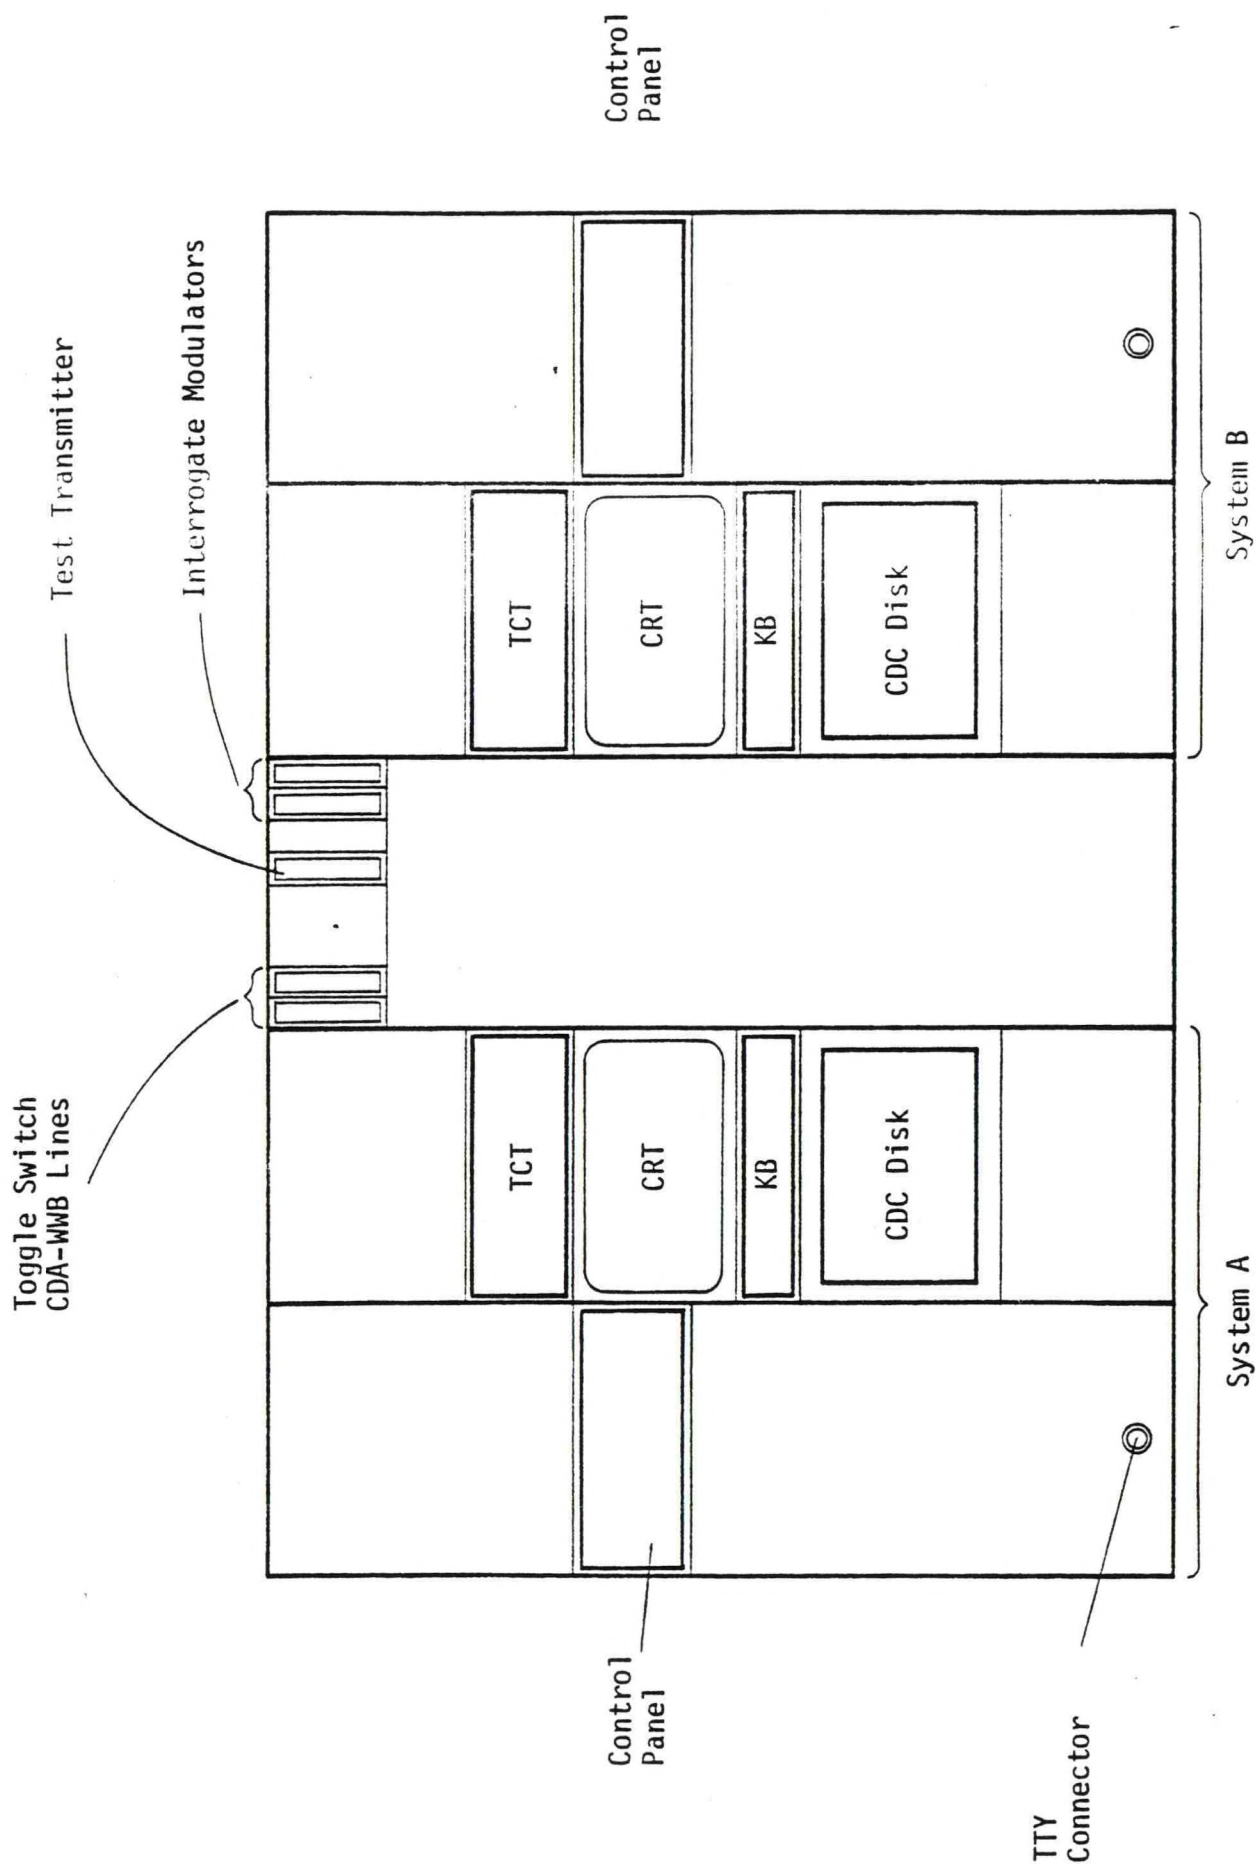 Toggle Switch
CDA-WWB Lines
Test Transmitter
Interrogate Modulators
TCT
TCT
Control
Panel
CRT
CRT
Control
Panel
KB
KB
CDC Disk
CDC Disk
TTY
Connector
System A
System B